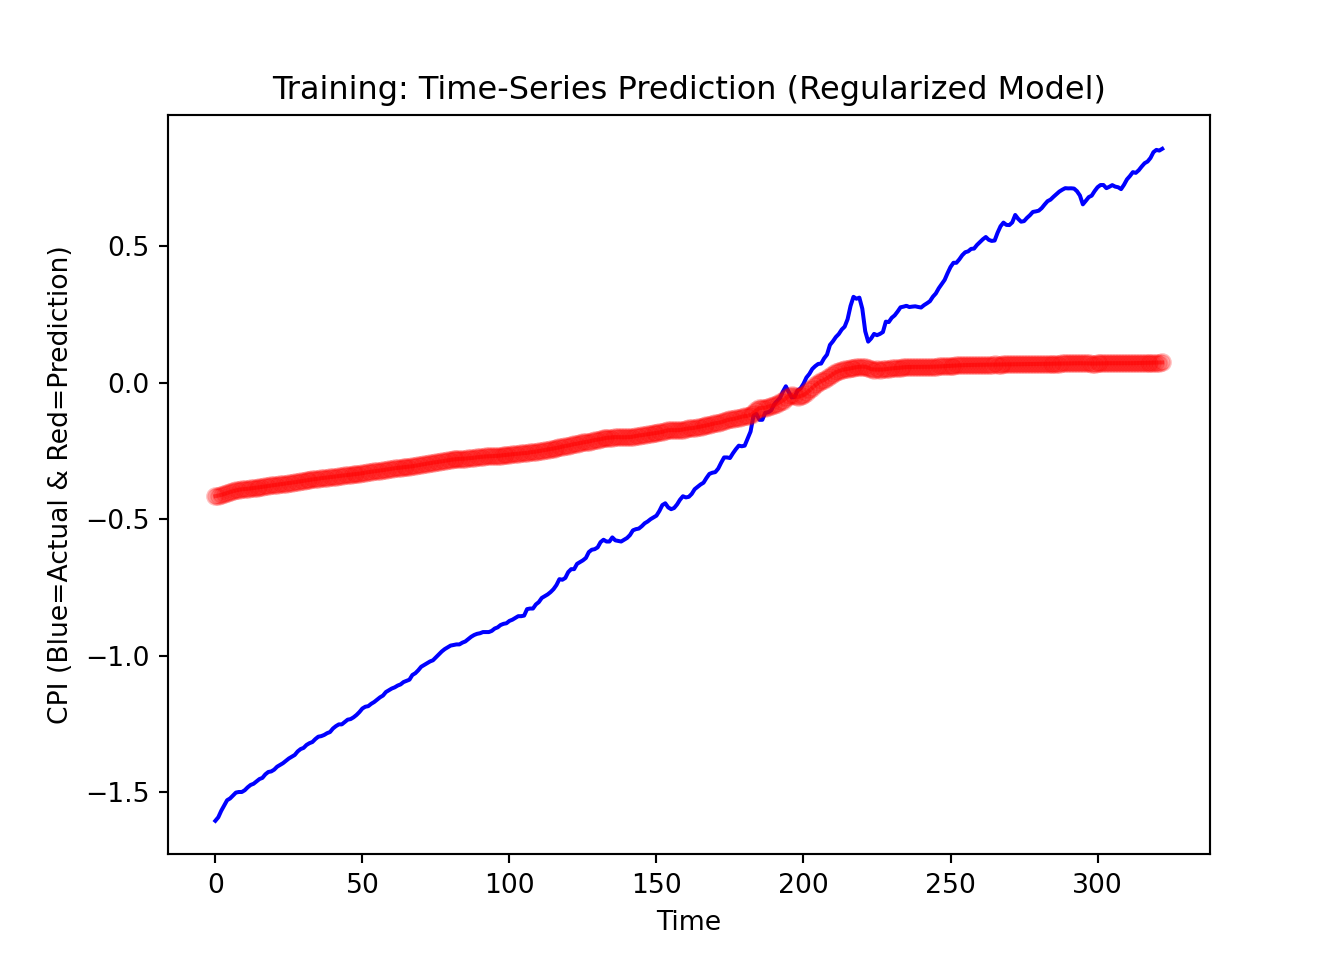 Training: Time-Series Prediction (Regularized Model)
CPI (Blue=Actual & Red=Prediction)
0.5
0.0
−0.5
−1.0
−1.5
0 50 100 150 200 250 300
Time